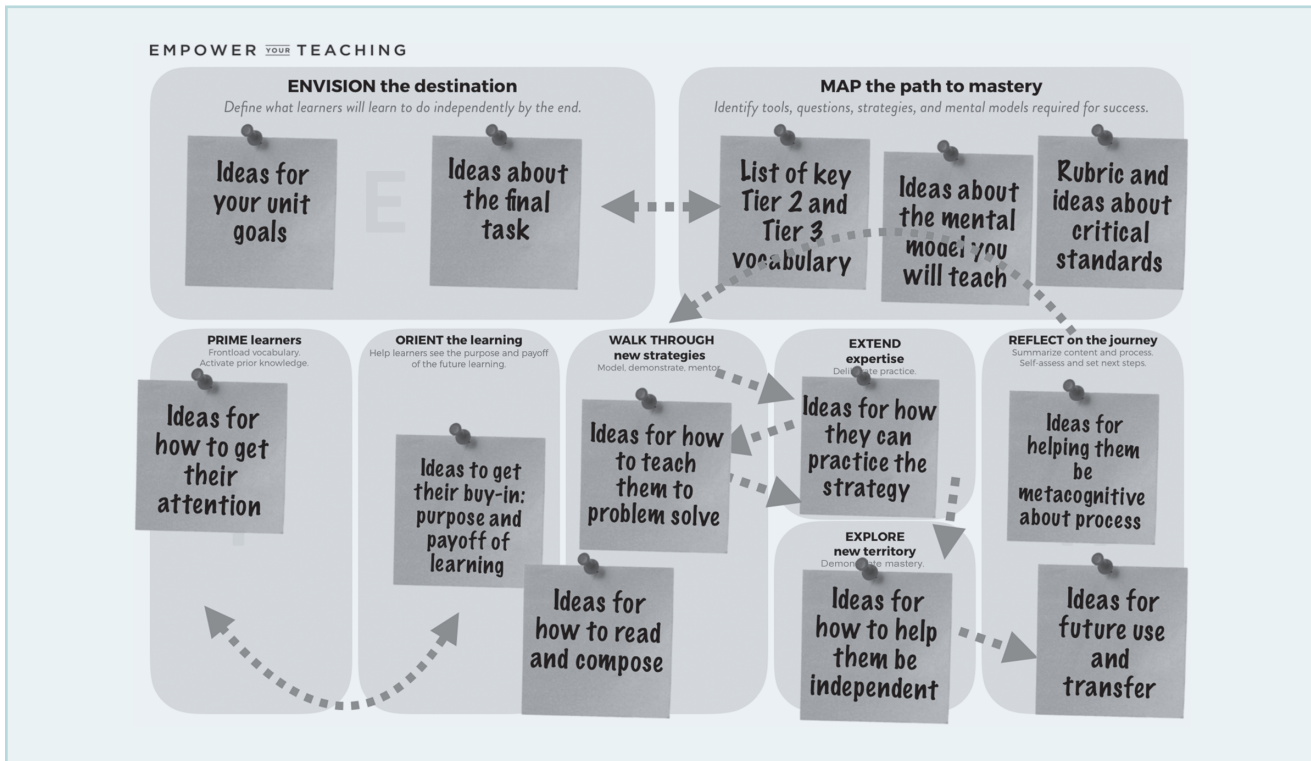 EMPOWER YOUR TEACHING
ENVISION the destination
Define what learners will learn to do independently by the end.
Ideas for
your unit
goals
E
Ideas about
the final
task
MAP the path to mastery
Identify tools, questions, strategies, and mental models required for success.
List of key
Tier 2 and
Tier 3
vocabulary
Ideas about
the mental
model you
will teach
Rubric and
ideas about
critical
standards
PRIME learners
Frontload vocabulary.
Activate prior knowledge.
Ideas for
how to get
their
attention
ORIENT the learning
Help learners see the purpose and payoff
of the future learning.
Ideas to get
their buy-in:
purpose and
payoff of
learning
WALK THROUGH
new strategies
Model, demonstrate, mentor.
Ideas for how
to teach
them to
problem solve
Ideas for
how to read
and compose
EXTEND
expertise
Deliberate practice.
Ideas for how
they can
practice the
strategy
EXPLORE
new territory
Demonstrate mastery.
Ideas for
how to help
them be
independent
REFLECT on the journey
Summarize content and process.
Self-assess and set next steps.
Ideas for
helping them
be
metacognitive
about process
Ideas for
future use
and
transfer